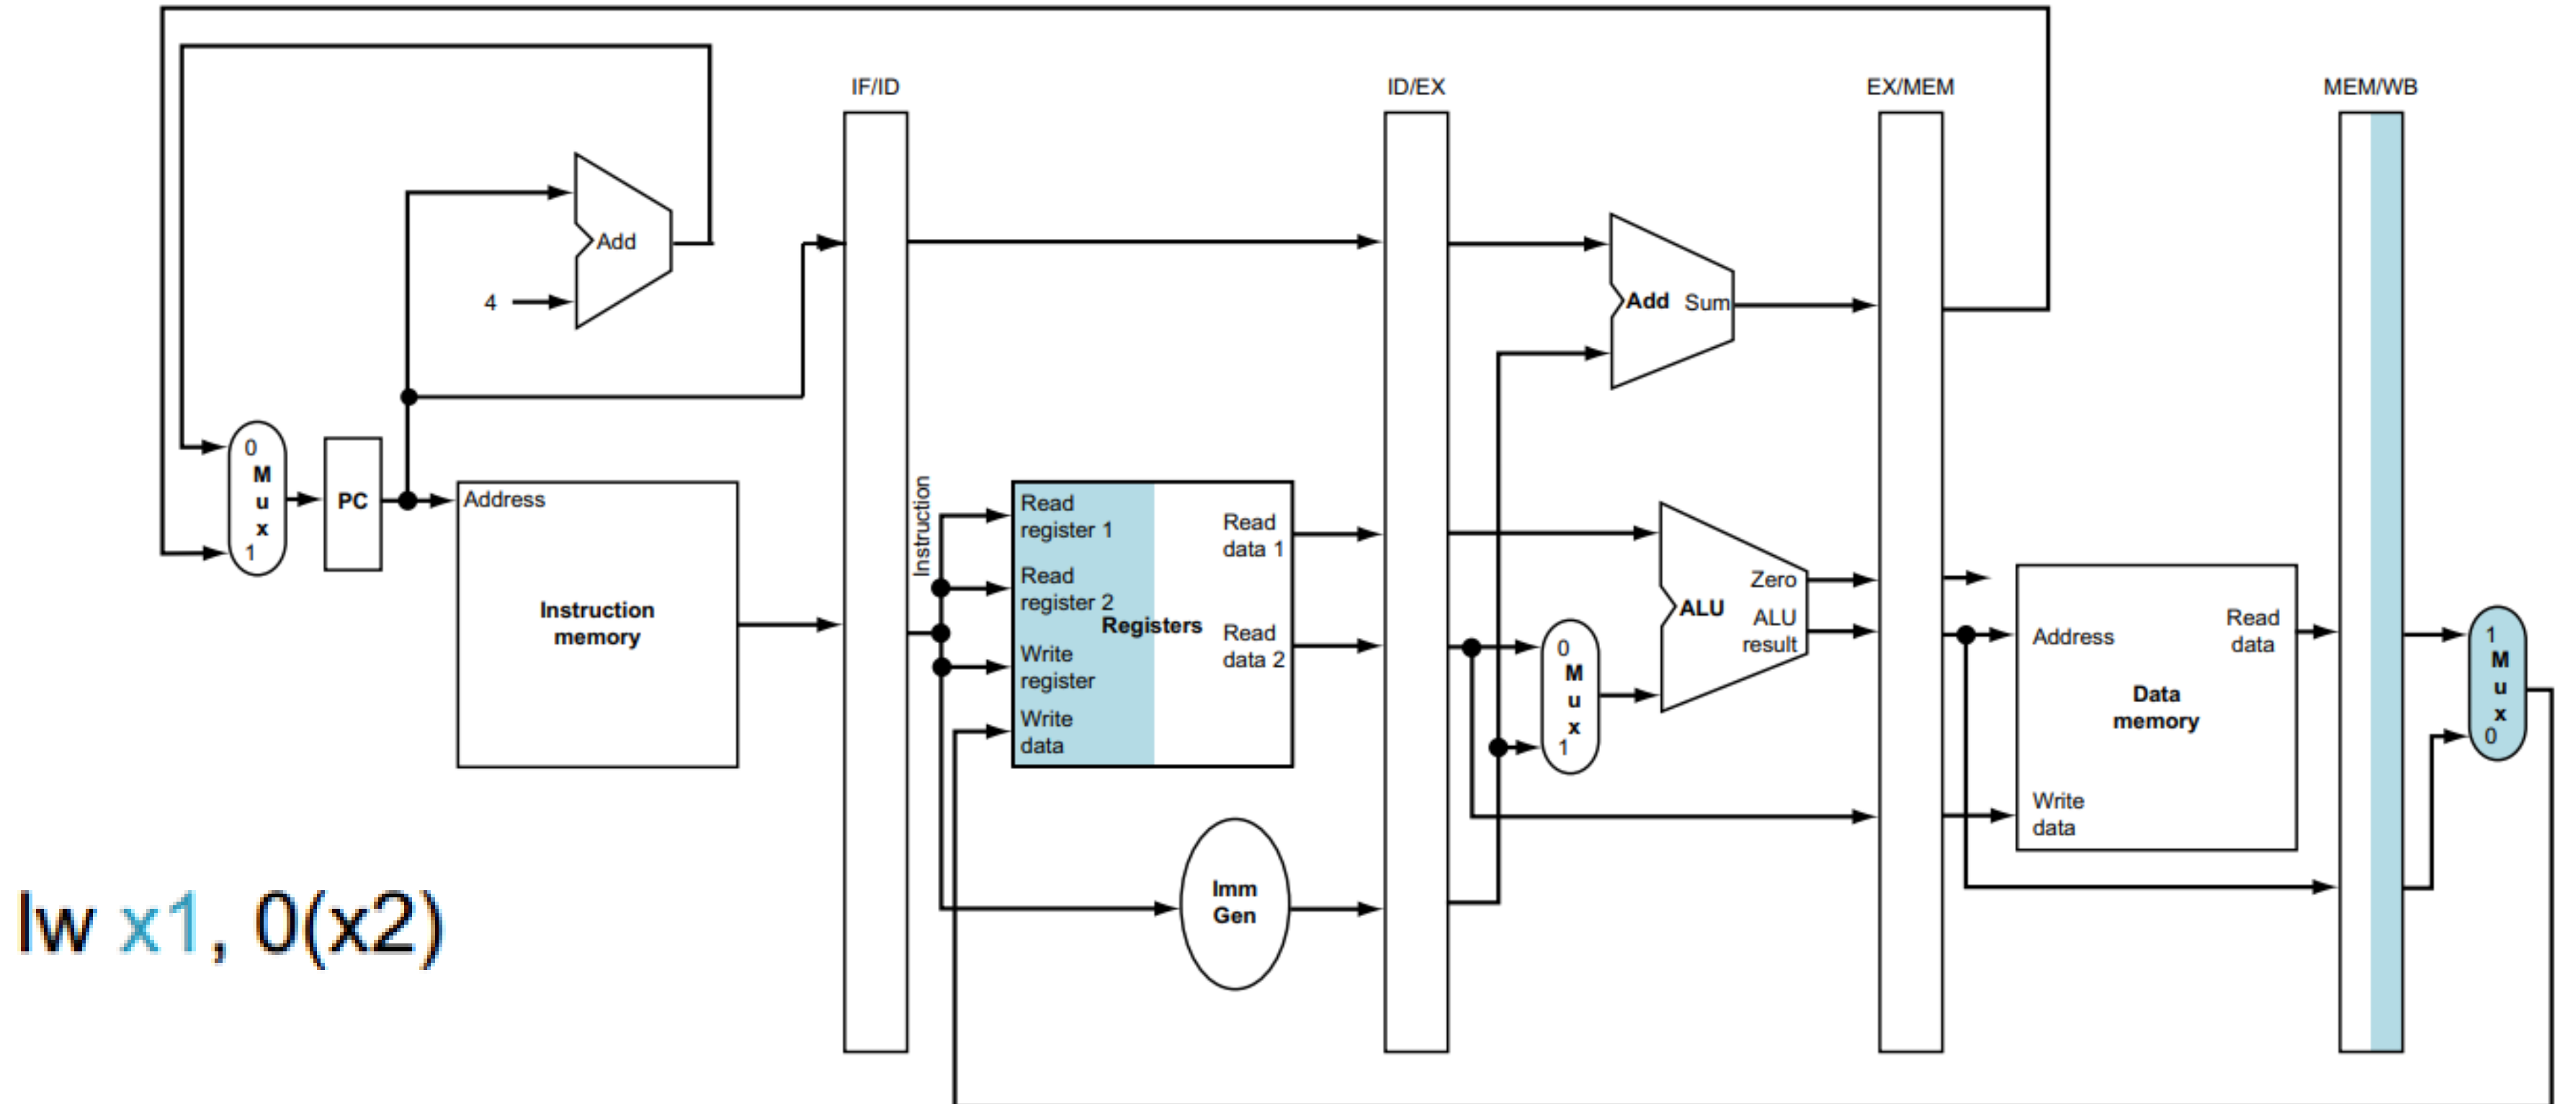 IF/ID
ID/EX
EX/MEM
MEM/WB
Add
4
Add Sum
0
M
u
x
1
PC
Address
Instruction
memory
Instruction
Read
register 1
Read
register 2
Registers
Write
register
Write
data
Read
data 1
Read
data 2
Imm
Gen
0
M
u
x
1
Zero
ALU
ALU
result
Address
Read
data
Data
memory
Write
data
1
M
u
x
0
lw x1, 0(x2)